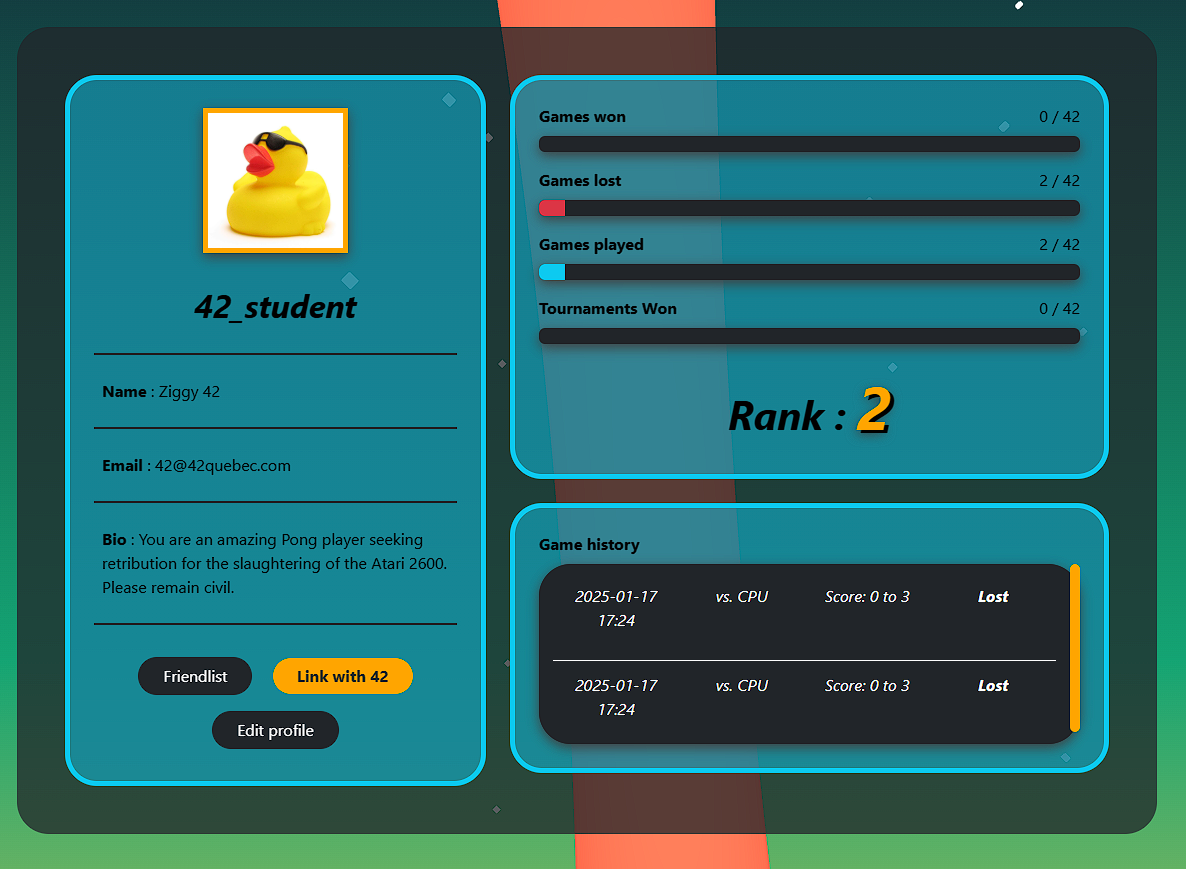 42_student
Name : Ziggy 42
Email : 42@42quebec.com
Bio : You are an amazing Pong player seeking
retribution for the slaughtering of the Atari 2600.
Please remain civil.
Friendlist
Link with 42
Edit profile
Games won 0 / 42
Games lost 2 / 42
Games played 2 / 42
Tournaments Won 0 / 42
Rank : 2
Game history
2025-01-17 vs. CPU Score: 0 to 3 Lost
17:24
2025-01-17 vs. CPU Score: 0 to 3 Lost
17:24